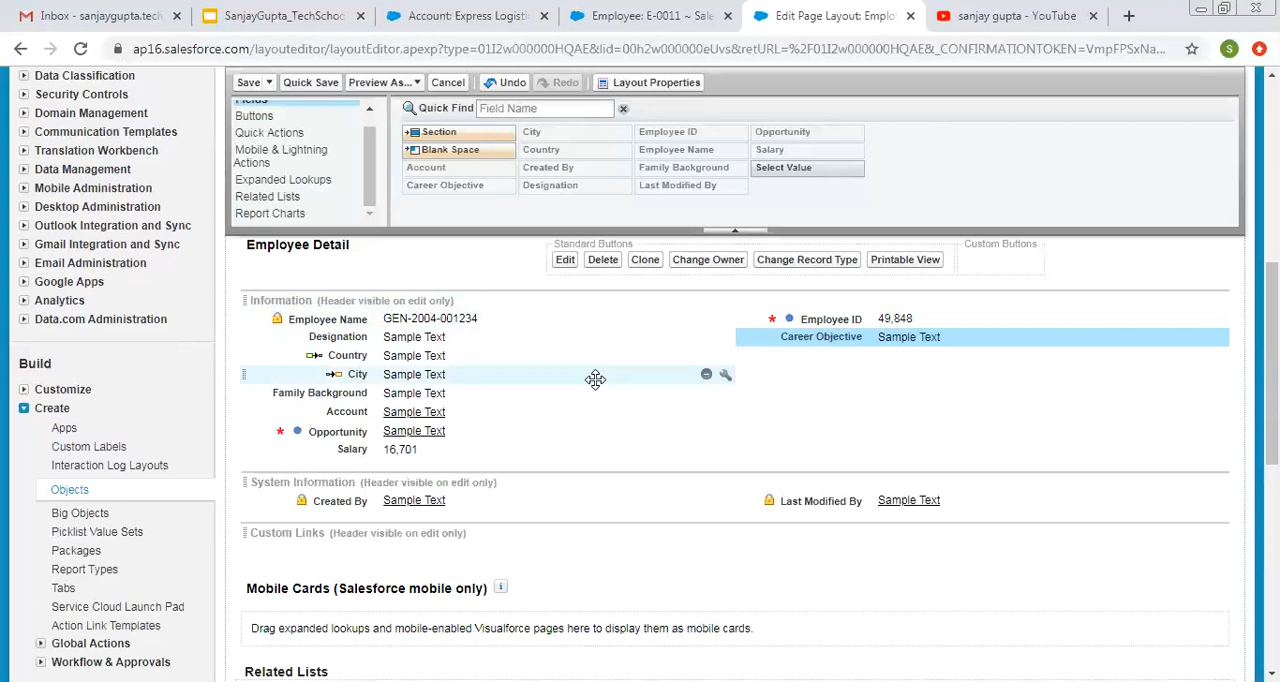 Inbox - sanjaygupta.tech
SanjayGupta_TechSchoo
Account: Express Logisti
Employee: E-0011 ~ Sale
Edit Page Layout: Emplo
sanjay gupta - YouTube
ap16.salesforce.com/layouteditor/layoutEditor.apexp?type=01I2w000000HQAE&lid=00h2w000000eUvs&retURL=%2F01I2w000000HQAE&_CONFIRMATIONTOKEN=VmpFPSxNa...
S
Data Classification
Security Controls
Domain Management
Communication Templates
Translation Workbench
Data Management
Mobile Administration
Desktop Administration
Outlook Integration and Sync
Gmail Integration and Sync
Email Administration
Google Apps
Analytics
Data.com Administration
Build
Customize
Create
Apps
Custom Labels
Interaction Log Layouts
Objects
Big Objects
Picklist Value Sets
Packages
Report Types
Tabs
Service Cloud Launch Pad
Action Link Templates
Global Actions
Workflow & Approvals
Save Quick Save Preview As... Cancel Undo Redo Layout Properties
Fields
Buttons
Quick Actions
Mobile & Lightning
Actions
Expanded Lookups
Related Lists
Report Charts
Quick Find Field Name
Section City Employee ID Opportunity
Blank Space Country Employee Name Salary
Account Created By Family Background Select Value
Career Objective Designation Last Modified By
Employee Detail
Standard Buttons
Edit Delete Clone Change Owner Change Record Type Printable View
Custom Buttons
Information (Header visible on edit only)
Employee Name GEN-2004-001234 * Employee ID 49,848
Designation Sample Text Career Objective Sample Text
Country Sample Text
City Sample Text
Family Background Sample Text
Account Sample Text
* Opportunity Sample Text
Salary 16,701
System Information (Header visible on edit only)
Created By Sample Text Last Modified By Sample Text
Custom Links (Header visible on edit only)
Mobile Cards (Salesforce mobile only) i
Drag expanded lookups and mobile-enabled Visualforce pages here to display them as mobile cards.
Related Lists